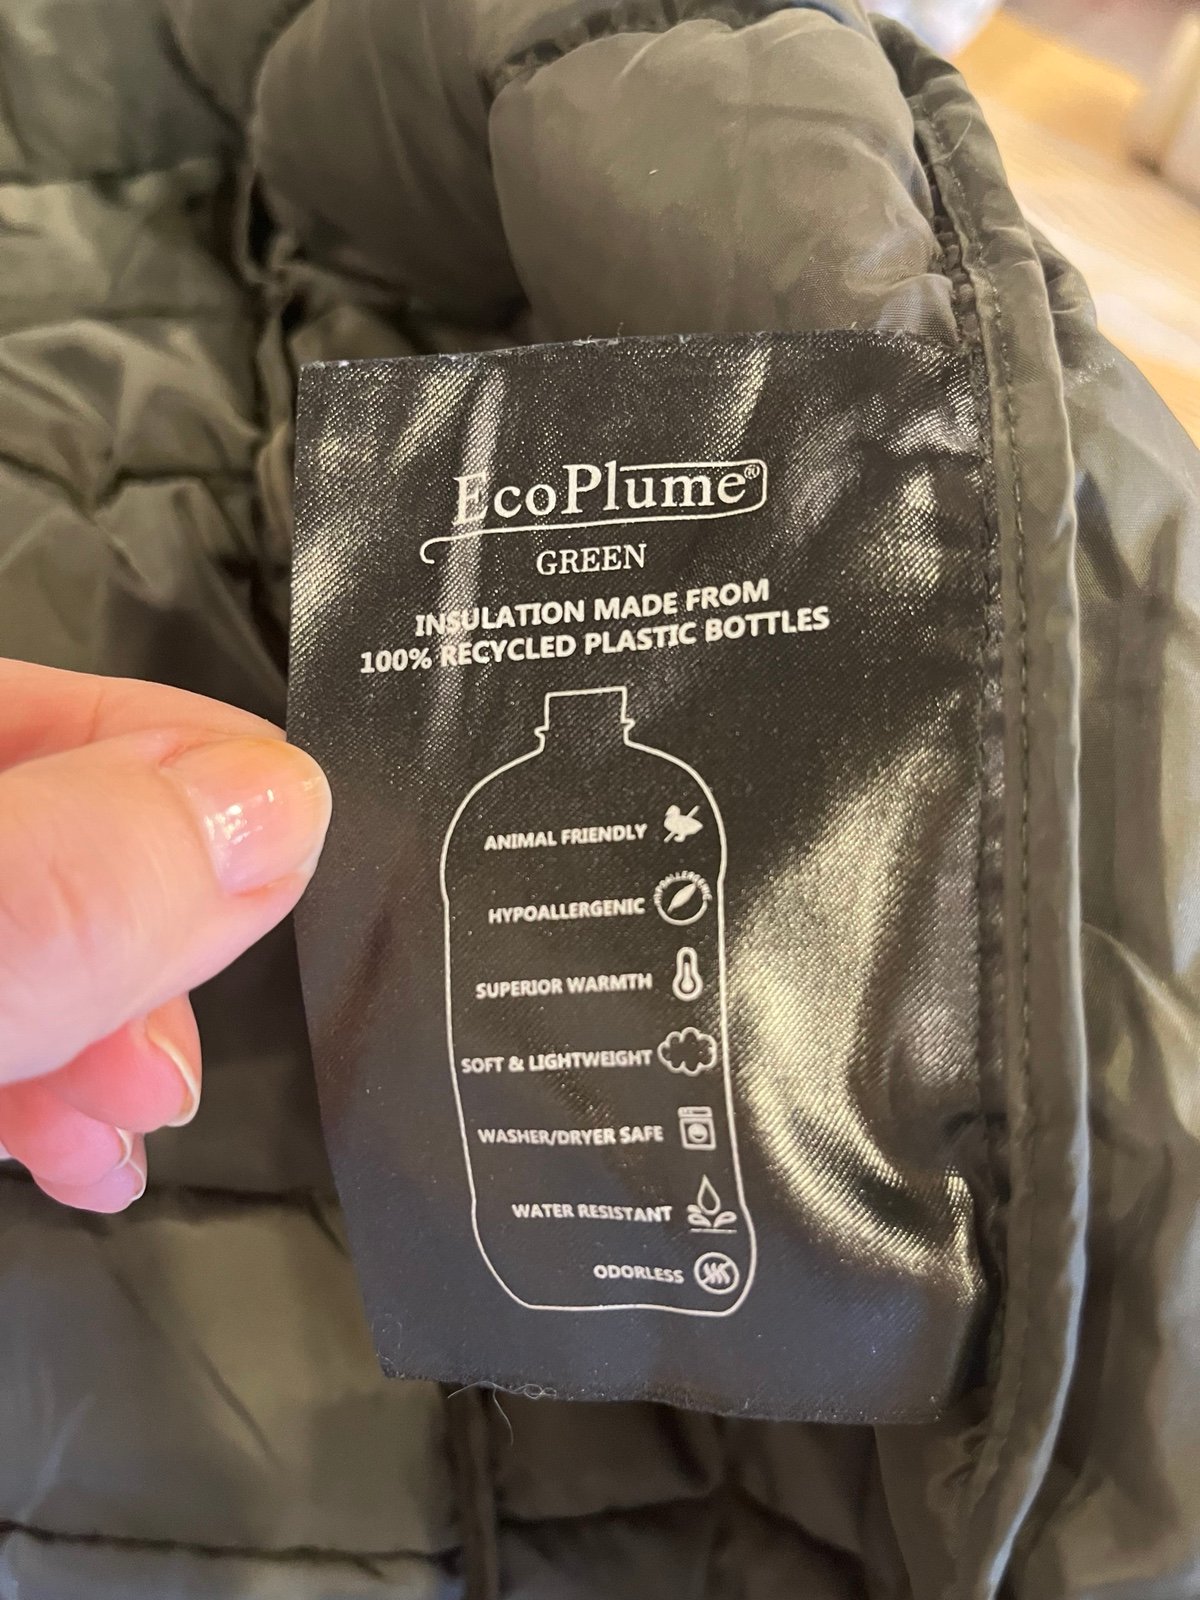 EcoPlume®
GREEN
INSULATION MADE FROM
100% RECYCLED PLASTIC BOTTLES
ANIMAL FRIENDLY
HYPOALLERGENIC
HYPOALLERGENIC
SUPERIOR WARMTH
SOFT & LIGHTWEIGHT
WASHER/DRYER SAFE
WATER RESISTANT
ODORLESS